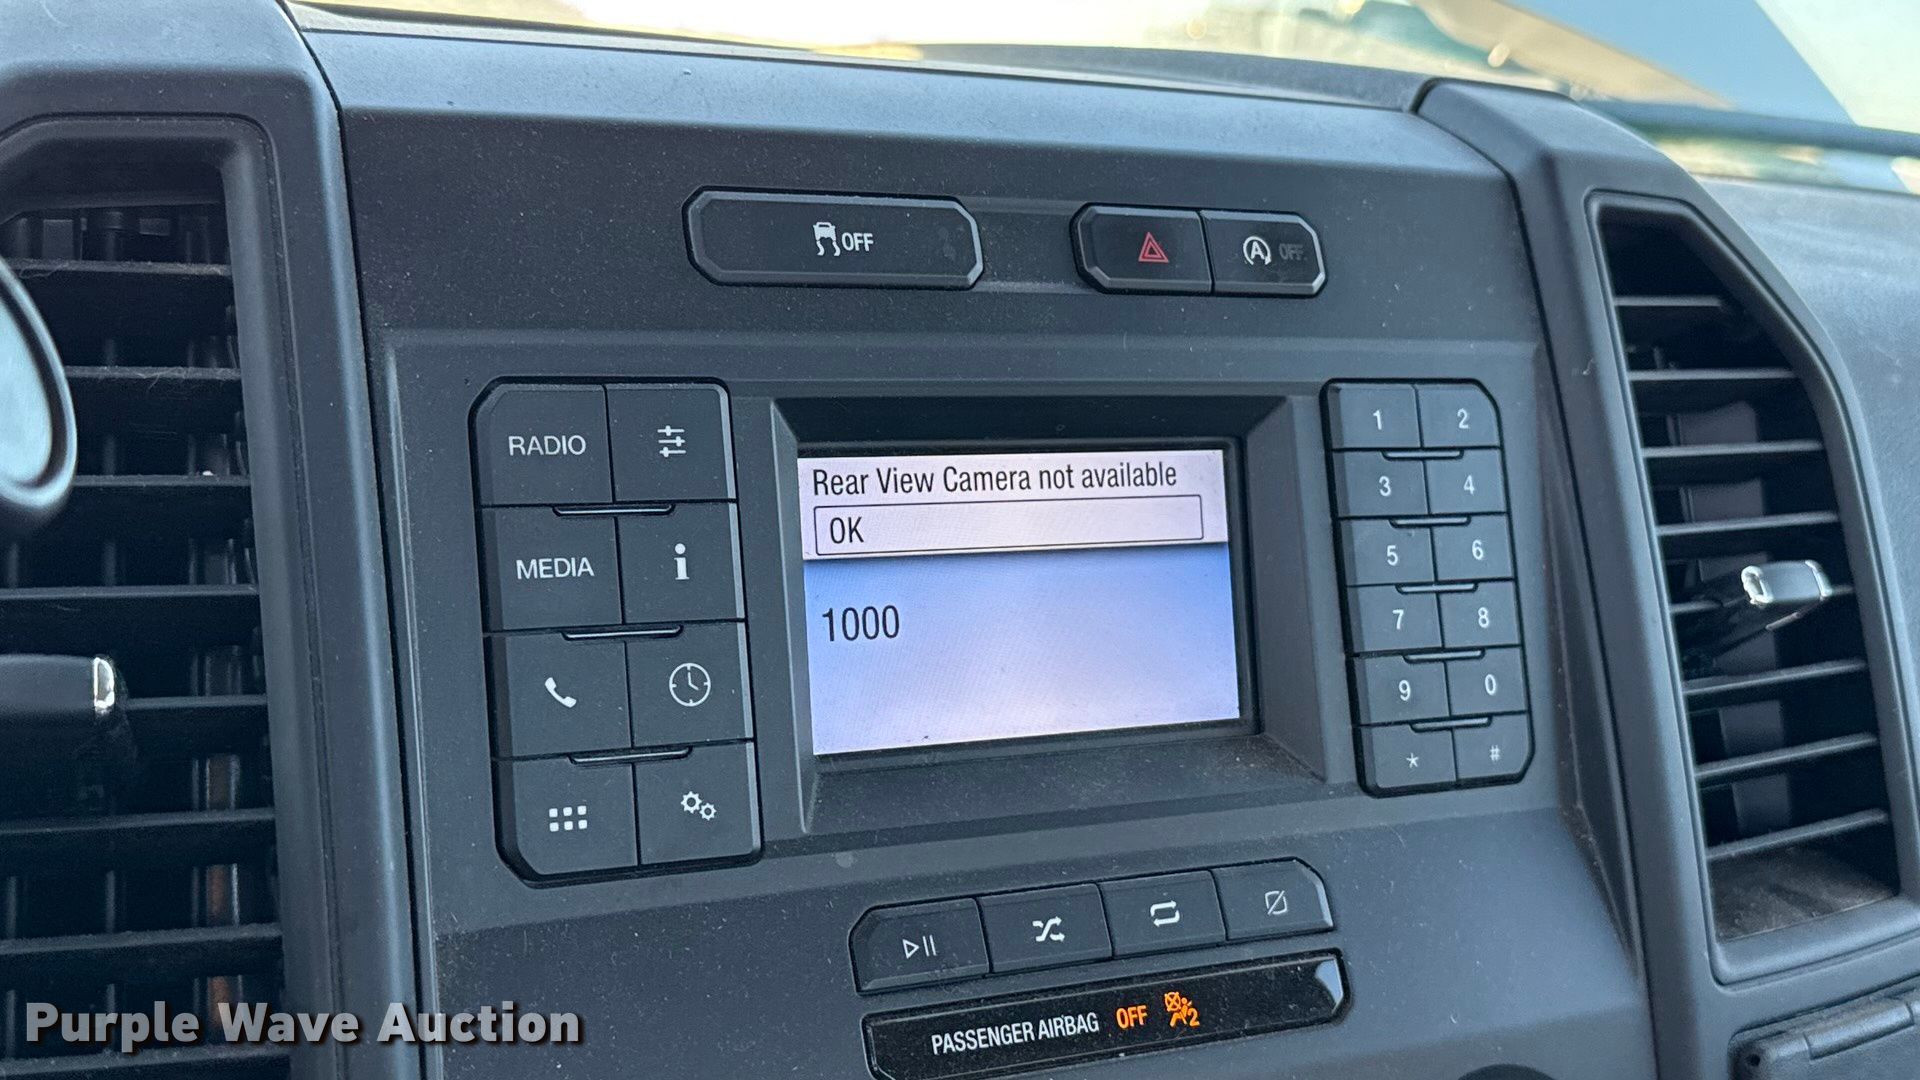 OFF
A OFF
RADIO
MEDIA
i
Rear View Camera not available
OK
1000
1 2
3 4
5 6
7 8
9 0
* #
PASSENGER AIRBAG OFF 2
Purple Wave Auction